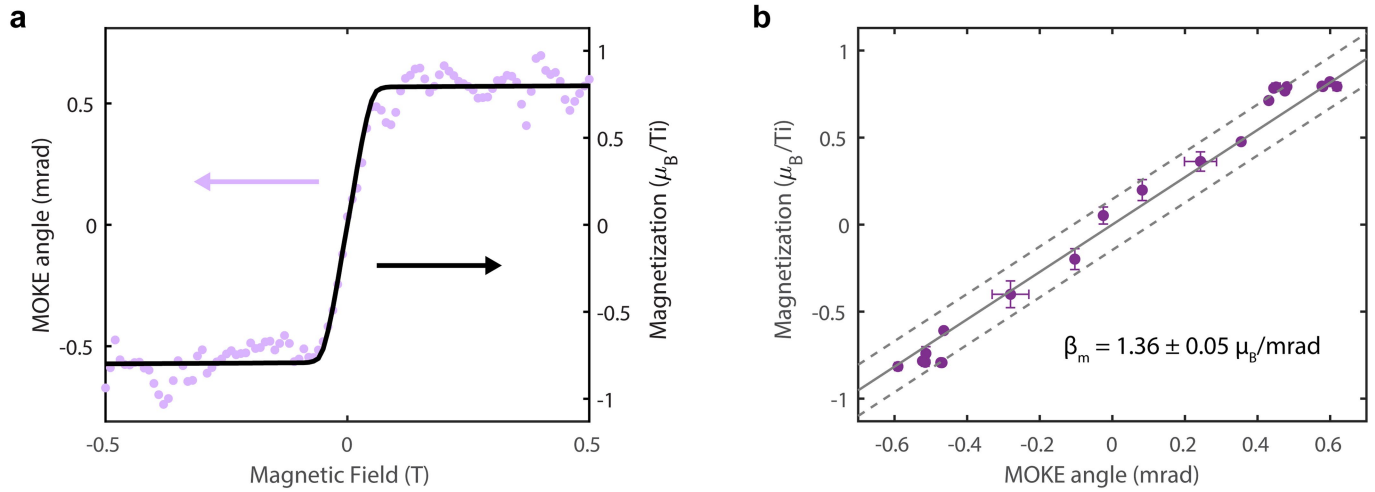 a
MOKE angle (mrad)
0.5
0
-0.5
-0.5
0
0.5
Magnetic Field (T)
1
0.5
0
-0.5
-1
Magnetization (μB/Ti)
b
Magnetization (μB/Ti)
1
0.5
0
-0.5
-1
βm = 1.36 ± 0.05 μB/mrad
-0.6
-0.4
-0.2
0
0.2
0.4
0.6
MOKE angle (mrad)